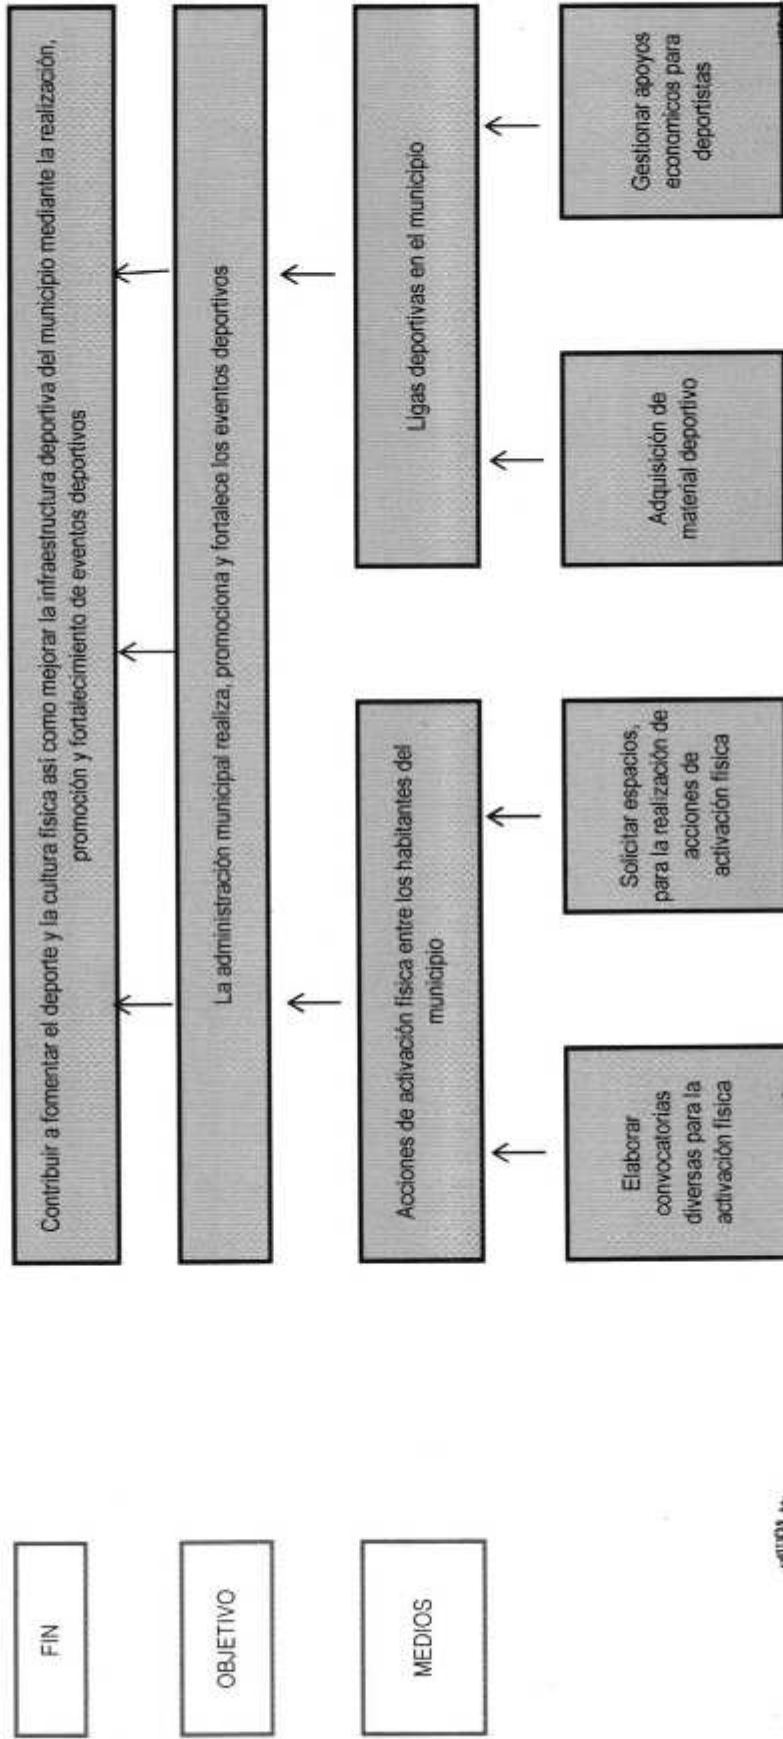 FIN
Contribuir a fomentar el deporte y la cultura física así como mejorar la infraestructura deportiva del municipio mediante la realización,
promoción y fortalecimiento de eventos deportivos
OBJETIVO
La administración municipal realiza, promociona y fortalece los eventos deportivos
MEDIOS
Acciones de activación física entre los habitantes del
municipio
Ligas deportivas en el municipio
Elaborar
convocatorias
diversas para la
activación física
Solicitar espacios,
para la realización de
acciones de
activación física
Adquisición de
material deportivo
Gestionar apoyos
economicos para
deportistas